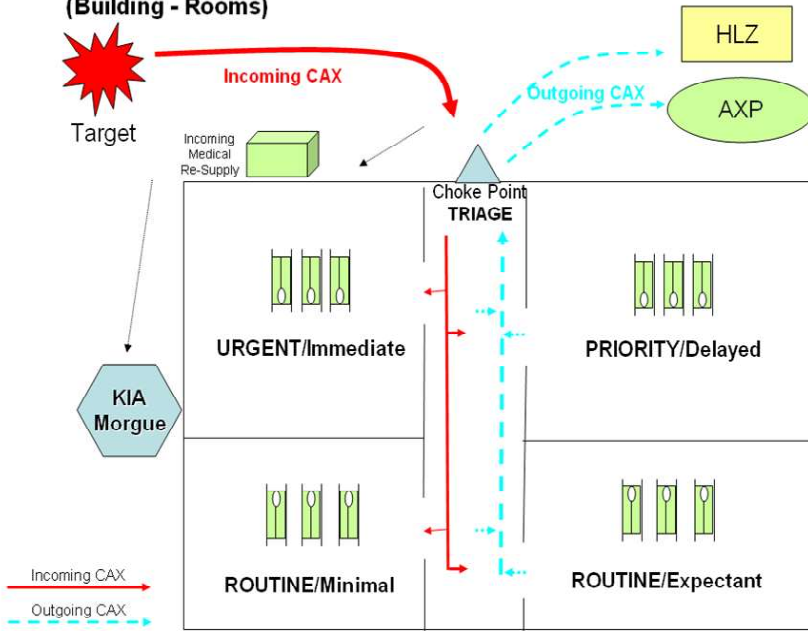 (Building - Rooms)
HLZ
Incoming CAX
Outgoing CAX
AXP
Target
Incoming
Medical
Re-Supply
Choke Point
TRIAGE
URGENT/Immediate
PRIORITY/Delayed
KIA
Morgue
ROUTINE/Minimal
ROUTINE/Expectant
Incoming CAX
Outgoing CAX